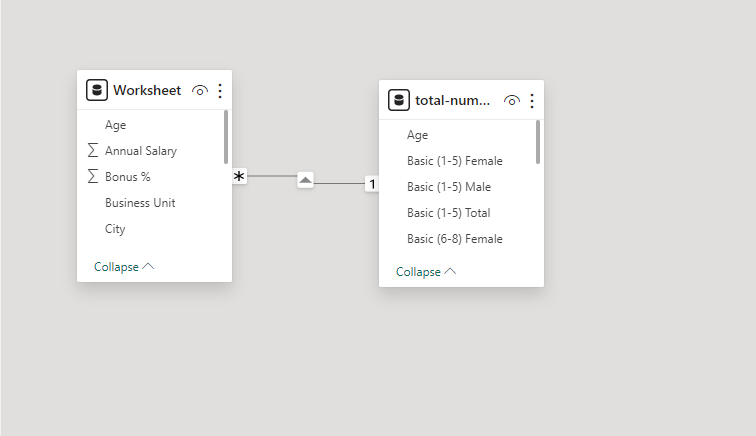 Worksheet
Age
Annual Salary
Bonus %
Business Unit
City
Collapse
* 1
total-num...
Age
Basic (1-5) Female
Basic (1-5) Male
Basic (1-5) Total
Basic (6-8) Female
Collapse